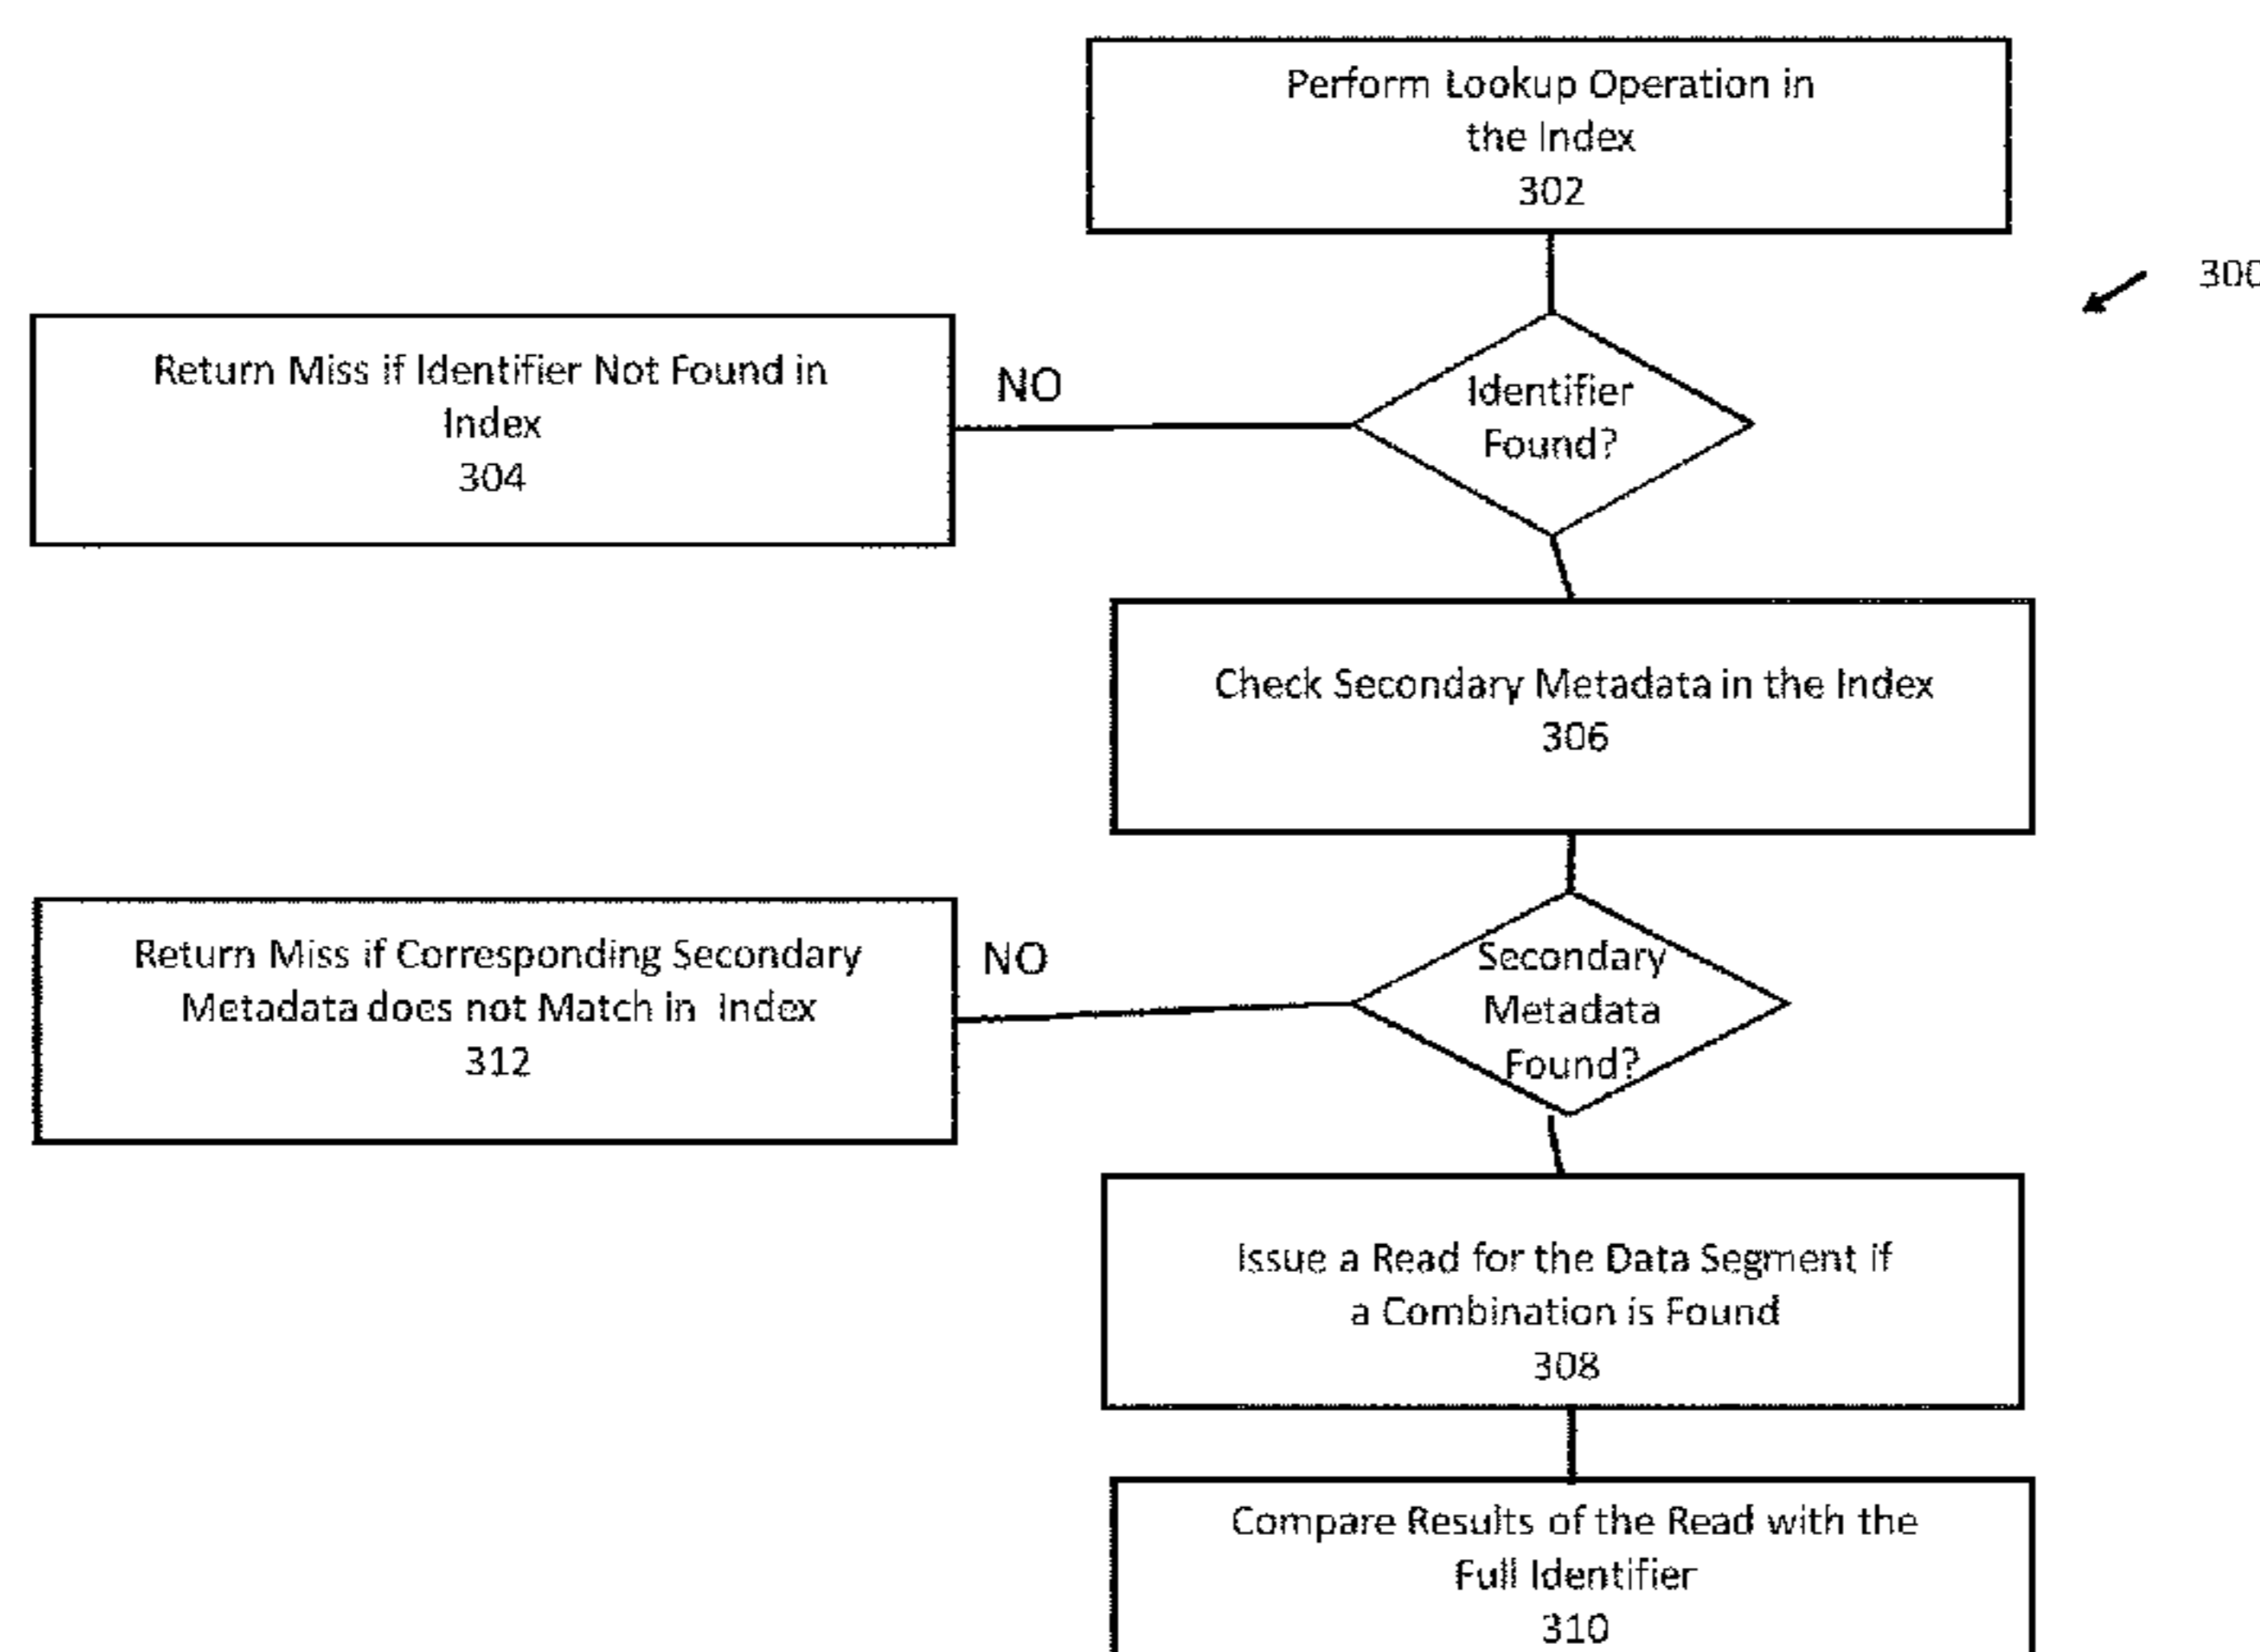 Perform Lookup Operation in
the Index
302
300
Return Miss if Identifier Not Found in
Index
304
NO
Identifier
Found?
Check Secondary Metadata in the Index
306
Return Miss if Corresponding Secondary
Metadata does not Match in Index
312
NO
Secondary
Metadata
Found?
Issue a Read for the Data Segment if
a Combination is Found
308
Compare Results of the Read with the
Full Identifier
310